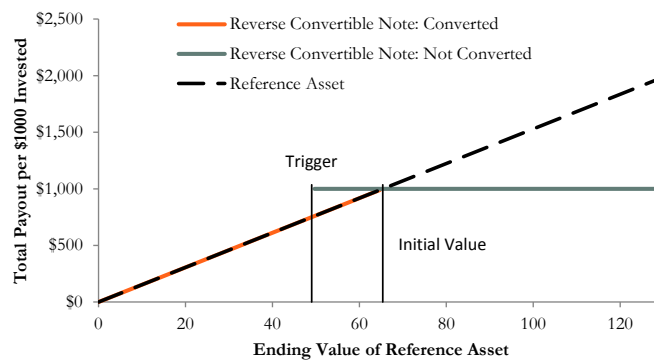 $2,500
$2,000
$1,500
$1,000
$500
$0
Total Payout per $1000 Invested
Reverse Convertible Note: Converted
Reverse Convertible Note: Not Converted
Reference Asset
Trigger
Initial Value
0 20 40 60 80 100 120
Ending Value of Reference Asset